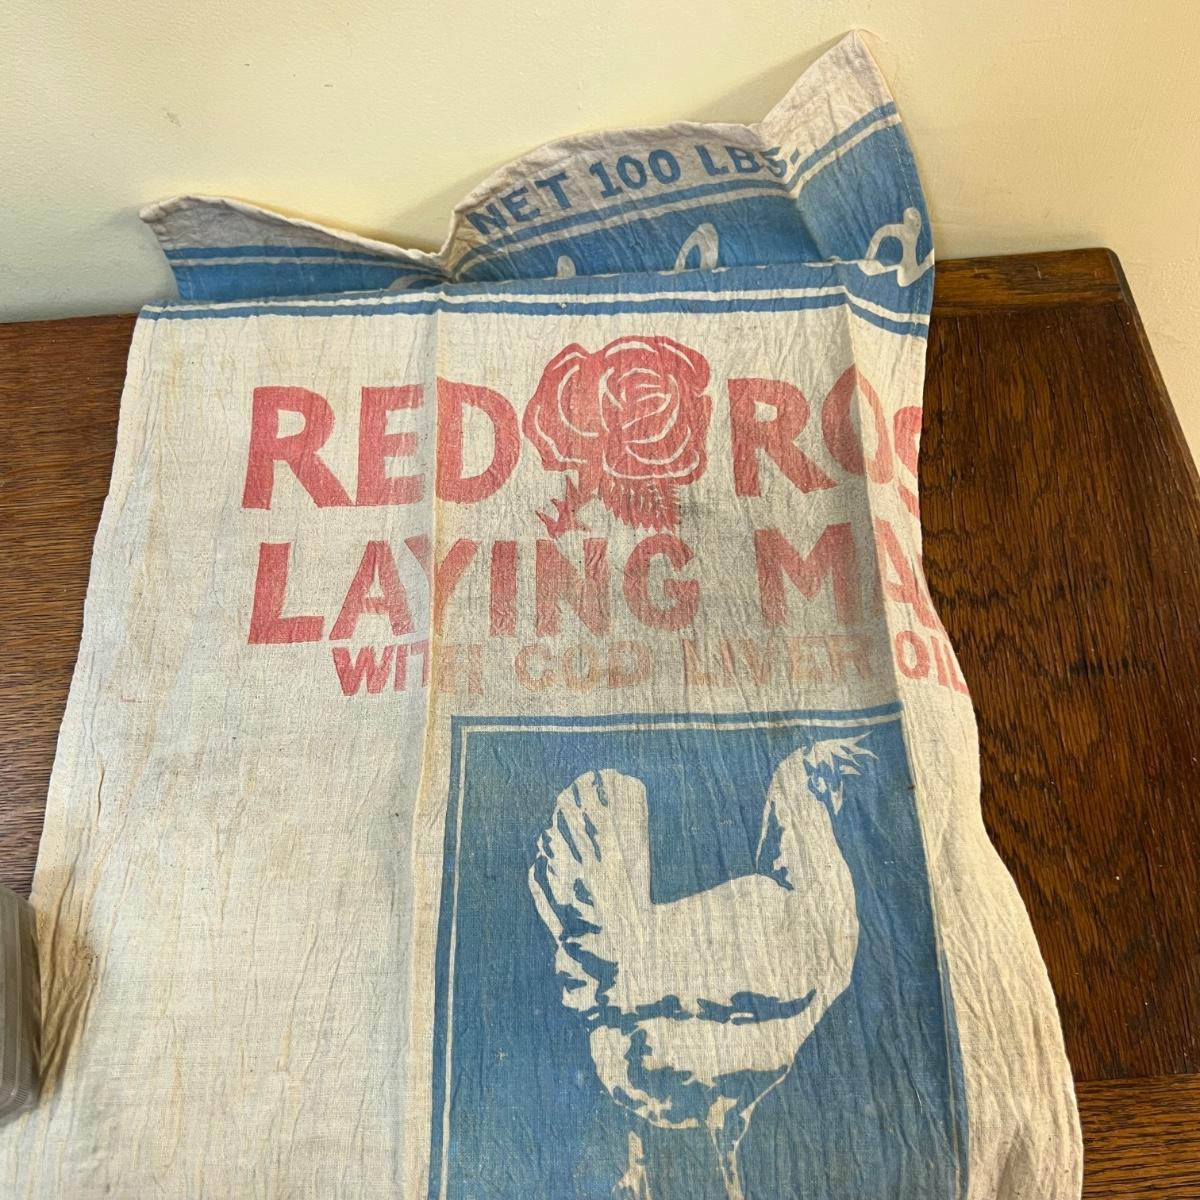 NET 100 LBS.
RED ROS
LAYING MA
WITH COD LIVER OIL